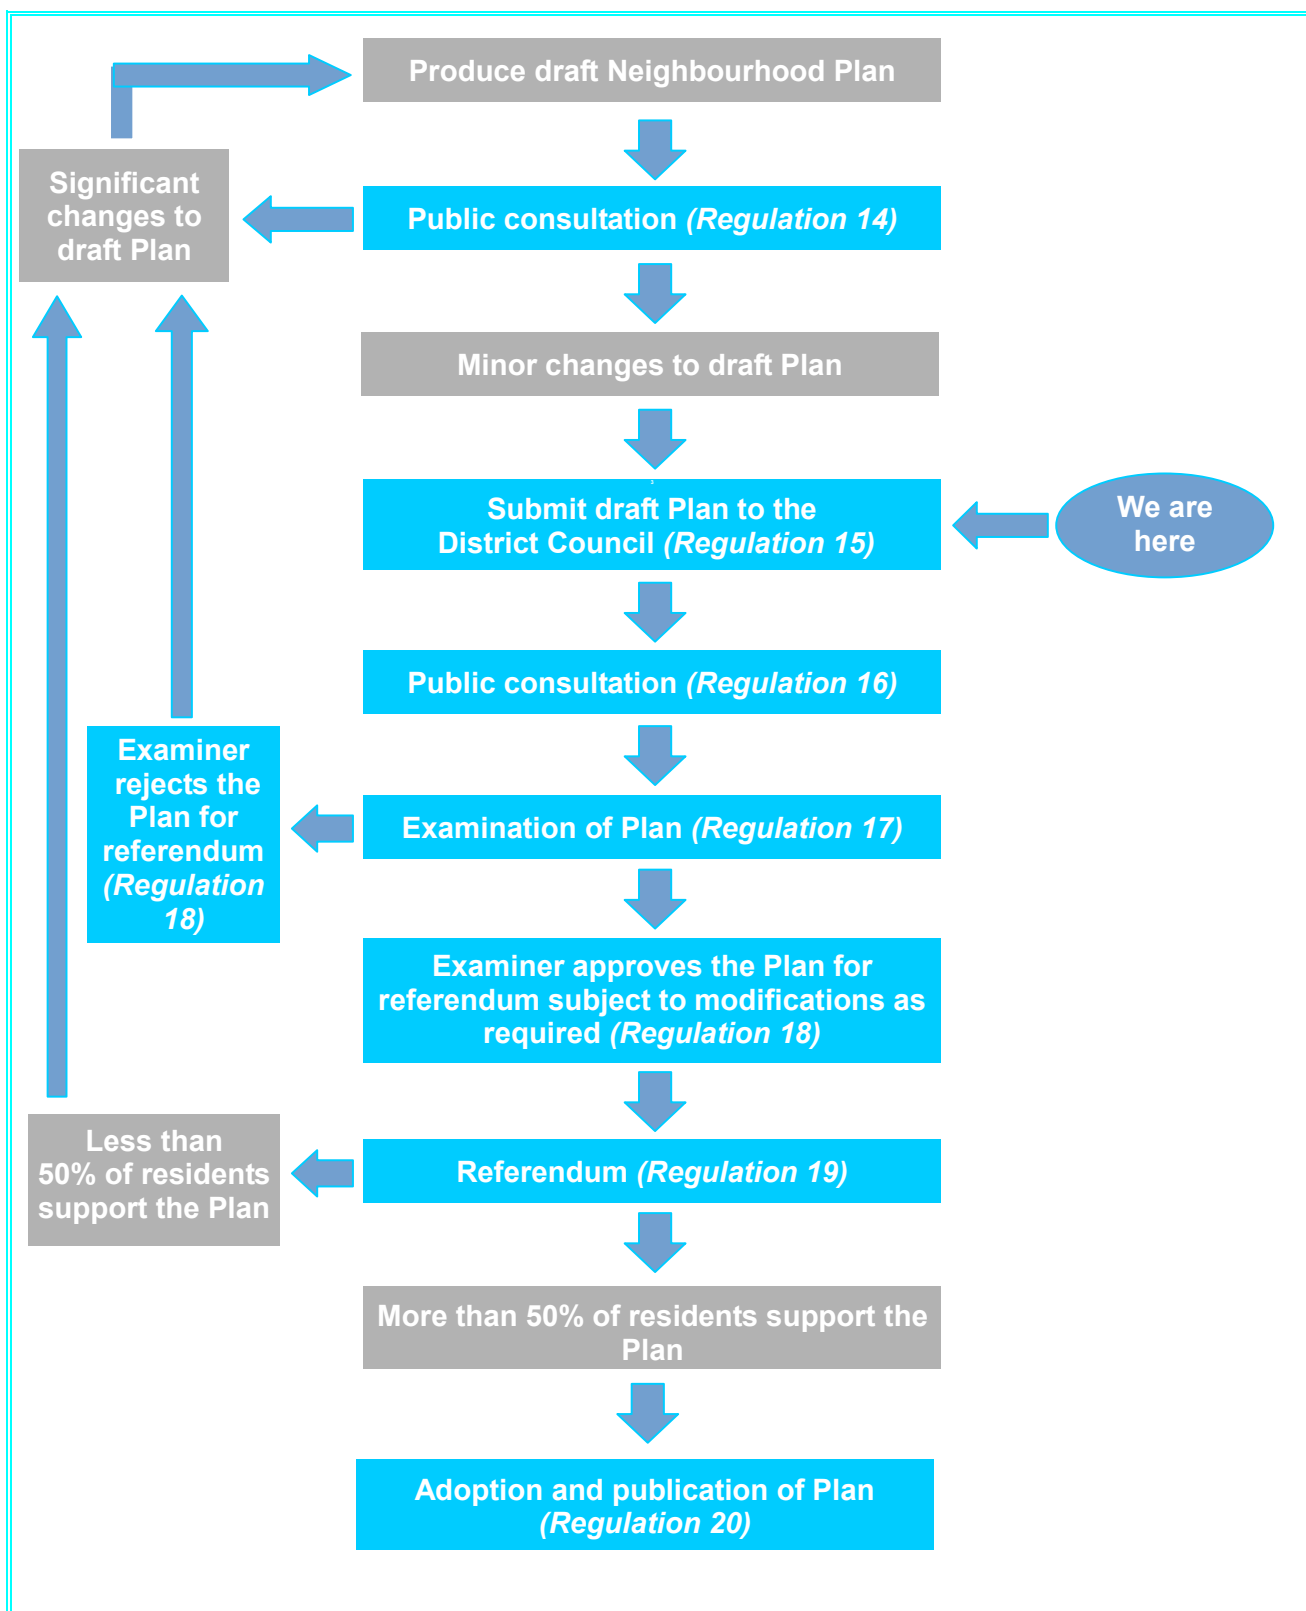 Produce draft Neighbourhood Plan
Significant
changes to
draft Plan
Public consultation (Regulation 14)
Minor changes to draft Plan
Submit draft Plan to the
District Council (Regulation 15)
We are
here
Public consultation (Regulation 16)
Examiner
rejects the
Plan for
referendum
(Regulation
18)
Examination of Plan (Regulation 17)
Examiner approves the Plan for
referendum subject to modifications as
required (Regulation 18)
Less than
50% of residents
support the Plan
Referendum (Regulation 19)
More than 50% of residents support the
Plan
Adoption and publication of Plan
(Regulation 20)